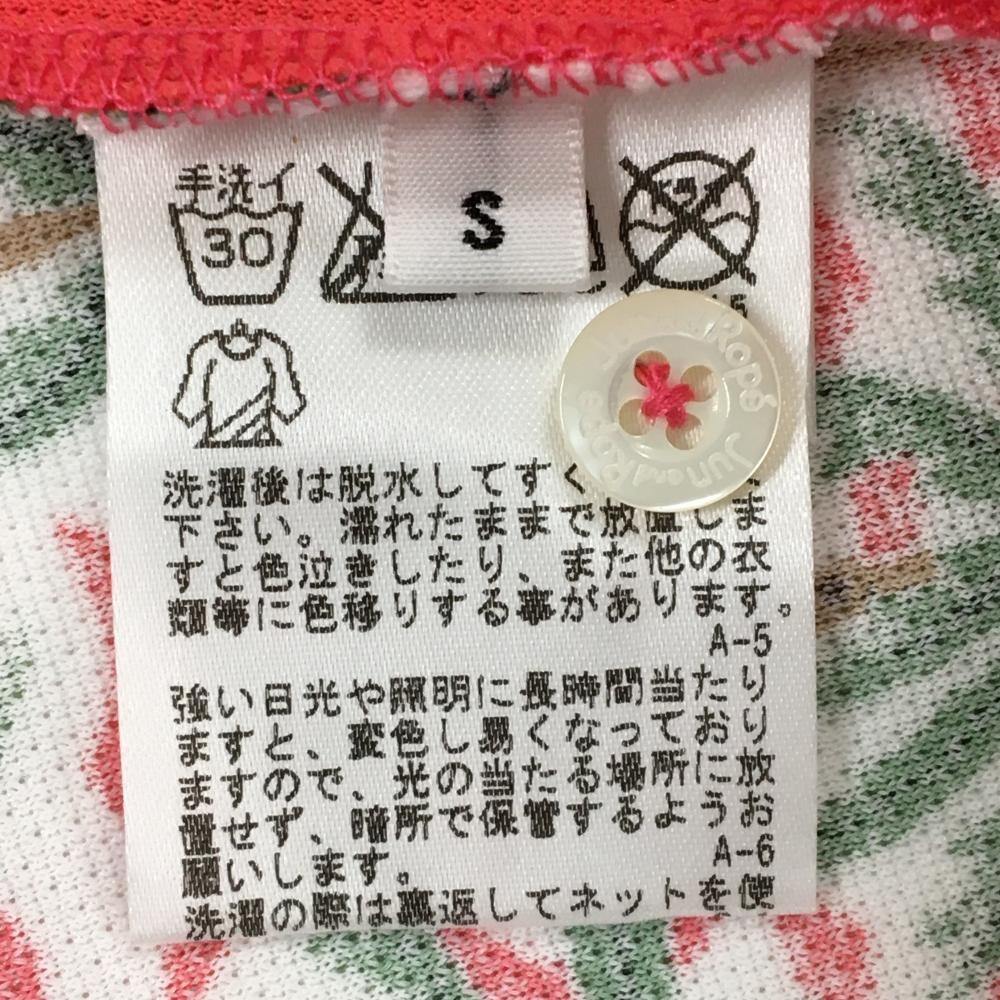 手洗イ
30
S
洗濯後は脱水してすぐ
下さい。濡れたままで放置しま
すと色泣きしたり、また他の衣
類等に色移りする事があります。
A-5
強い日光や照明に長時間当たり
ますと、変色し易くなっており
ますので、光の当たる場所に放
置せず、暗所で保管するようお
願いします。
A-6
洗濯の際は裏返してネットを使
Jun and Ropé
Jun and Ropé